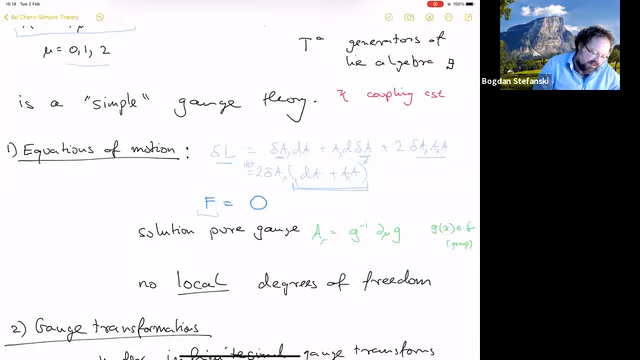 16:18 Tue 2 Feb
100%
4d Chern-Simons Theory
μ = 0, 1, 2
T^a generators of
Lie algebra g
is a "simple" gauge theory.
coupling cst
1) Equations of motion :
δL = δA∧dA + A∧dδA + 2 δA∧A∧A
= 2δA∧(dA + A∧A)
F = 0
solution pure gauge A_μ = g^-1 ∂_μ g
g(x) ∈ G
(group)
no local degrees of freedom
2) Gauge transformations
infinitesimal gauge transforms
Bogdan Stefanski